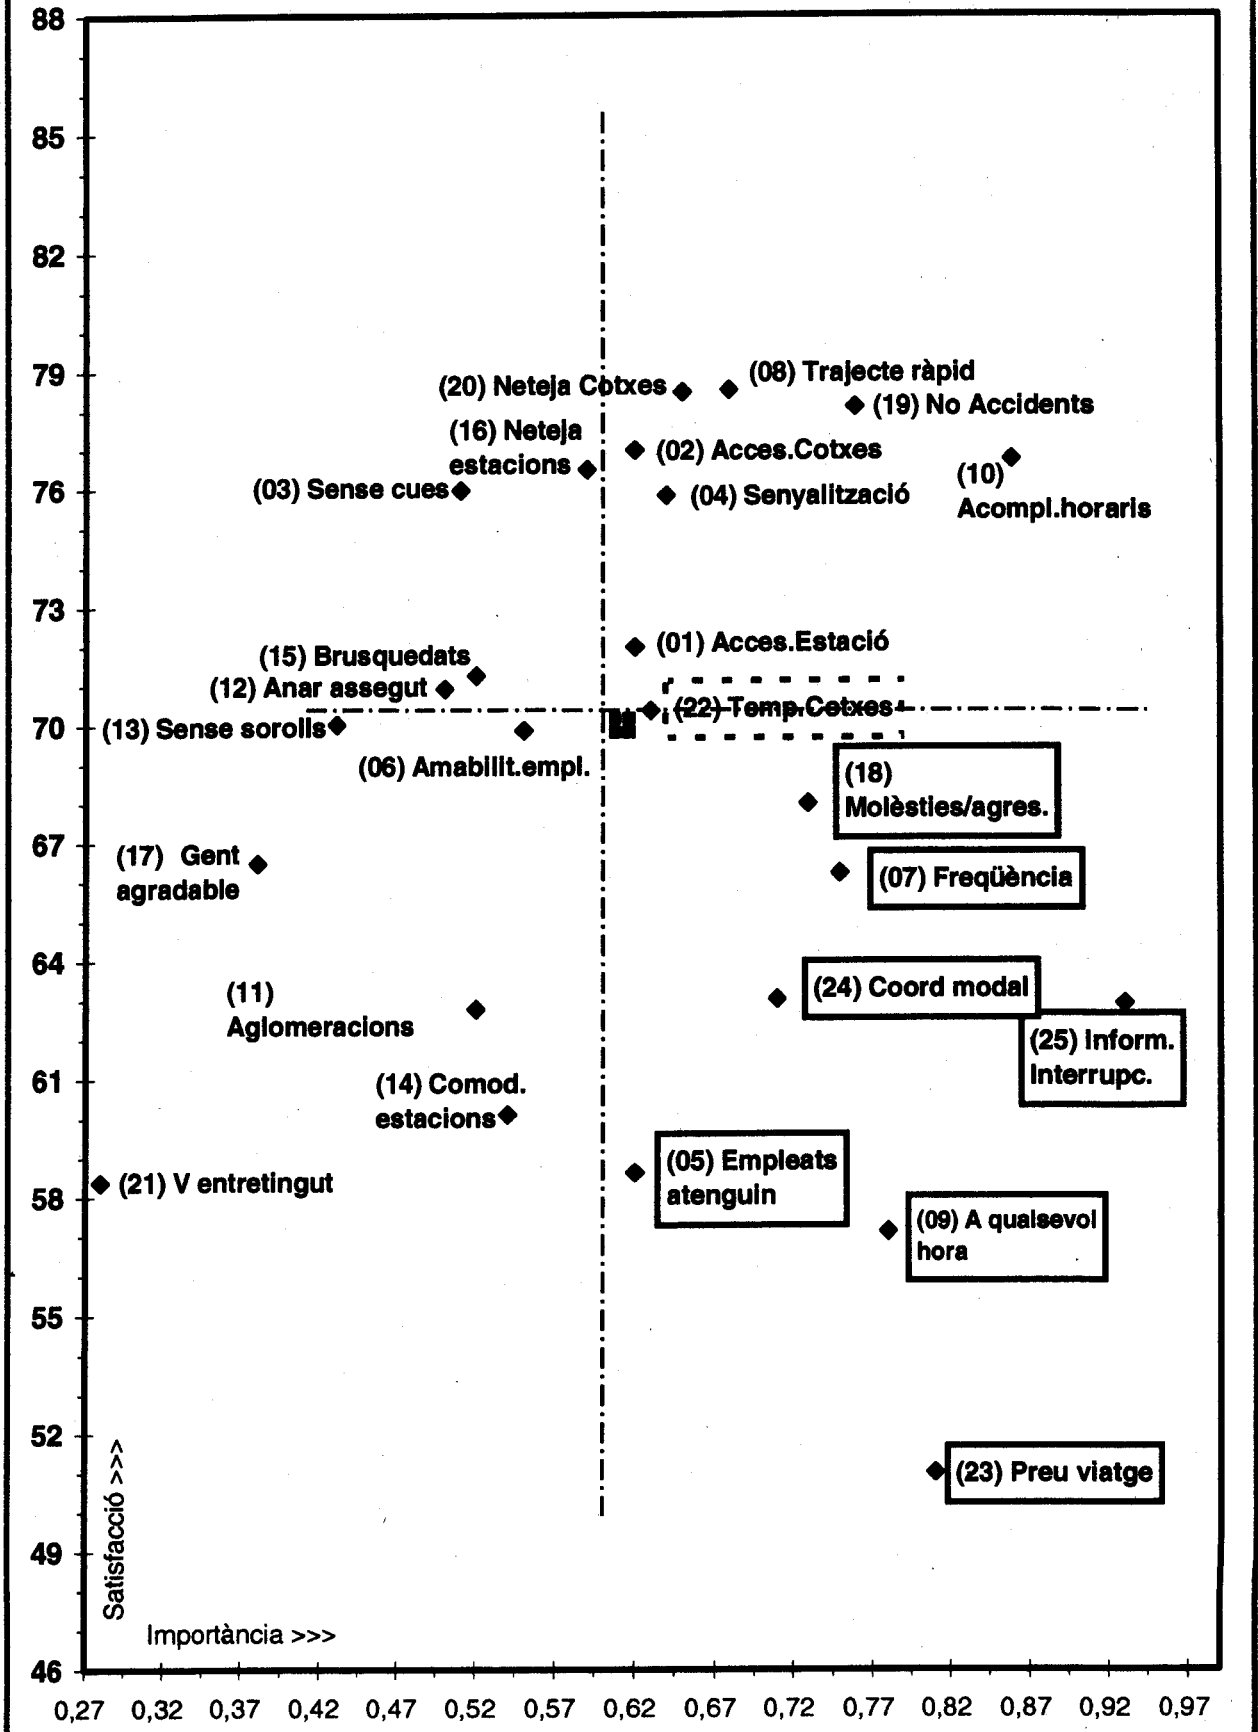 88
85
82
79
(08) Trajecte ràpid
(20) Neteja Cotxes
(19) No Accidents
(16) Neteja
estacions
(02) Acces.Cotxes
(10)
Acompl.horaris
76
(03) Sense cues
(04) Senyalització
73
(01) Acces.Estació
(15) Brusquedats
(12) Anar assegut
(22) Temp.Cotxes
70
(13) Sense sorolls
(06) Amabilit.empl.
(18)
Molèsties/agres.
67
(17) Gent
agradable
(07) Freqüència
64
(24) Coord modal
(11)
Aglomeracions
(25) Inform.
Interrupc.
61
(14) Comod.
estacions
(05) Empleats
atenguin
58
(21) V entretingut
(09) A qualsevol
hora
55
52
(23) Preu viatge
49
Satisfacció >>>
Importància >>>
46
0,27 0,32 0,37 0,42 0,47 0,52 0,57 0,62 0,67 0,72 0,77 0,82 0,87 0,92 0,97